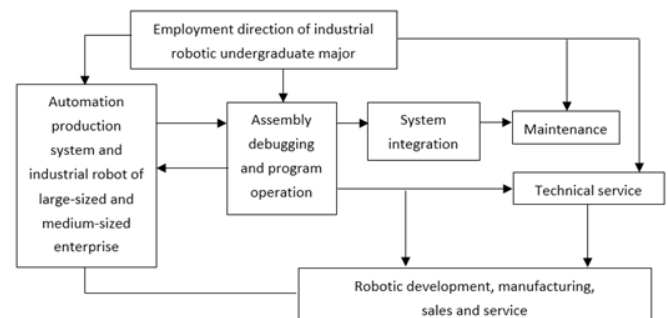 Employment direction of industrial
robotic undergraduate major
Automation
production
system and
industrial robot of
large-sized and
medium-sized
enterprise
Assembly
debugging
and program
operation
System
integration
Maintenance
Technical service
Robotic development, manufacturing,
sales and service